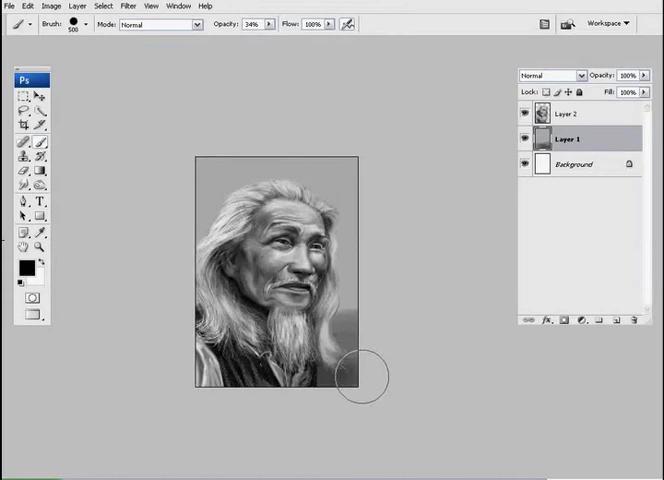 File Edit Image Layer Select Filter View Window Help
Brush: 500 Mode: Normal Opacity: 34% Flow: 100% Workspace
Ps
T
Normal Opacity: 100%
Lock: Fill: 100%
Layer 2
Layer 1
Background
fx